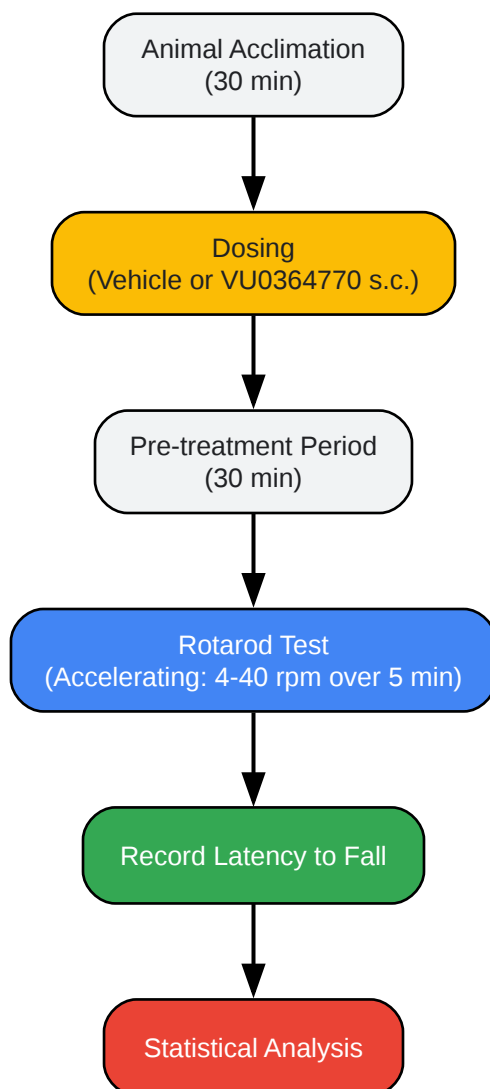 Animal Acclimation
(30 min)
Dosing
(Vehicle or VU0364770 s.c.)
Pre-treatment Period
(30 min)
Rotarod Test
(Accelerating: 4-40 rpm over 5 min)
Record Latency to Fall
Statistical Analysis